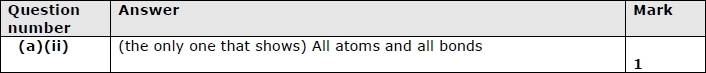 Question number Answer Mark
(a)(ii) (the only one that shows) All atoms and all bonds 1